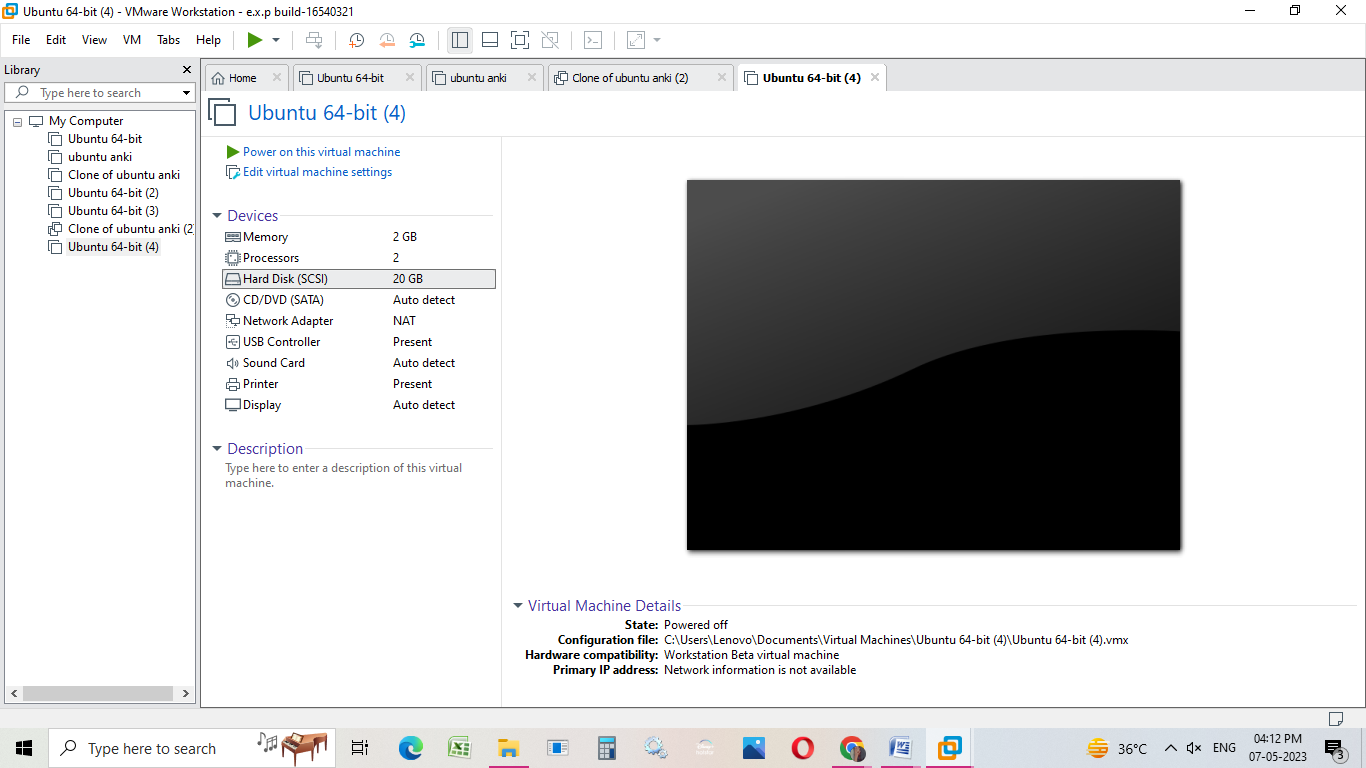 Ubuntu 64-bit (4) - VMware Workstation - e.x.p build-16540321
File Edit View VM Tabs Help
Library
Type here to search
My Computer
Ubuntu 64-bit
ubuntu anki
Clone of ubuntu anki
Ubuntu 64-bit (2)
Ubuntu 64-bit (3)
Clone of ubuntu anki (2
Ubuntu 64-bit (4)
Home Ubuntu 64-bit ubuntu anki Clone of ubuntu anki (2) Ubuntu 64-bit (4)
Ubuntu 64-bit (4)
Power on this virtual machine
Edit virtual machine settings
Devices
Memory 2 GB
Processors 2
Hard Disk (SCSI) 20 GB
CD/DVD (SATA) Auto detect
Network Adapter NAT
USB Controller Present
Sound Card Auto detect
Printer Present
Display Auto detect
Description
Type here to enter a description of this virtual
machine.
Virtual Machine Details
State: Powered off
Configuration file: C:\Users\Lenovo\Documents\Virtual Machines\Ubuntu 64-bit (4)\Ubuntu 64-bit (4).vmx
Hardware compatibility: Workstation Beta virtual machine
Primary IP address: Network information is not available
Type here to search
36°C ENG
04:12 PM
07-05-2023
3